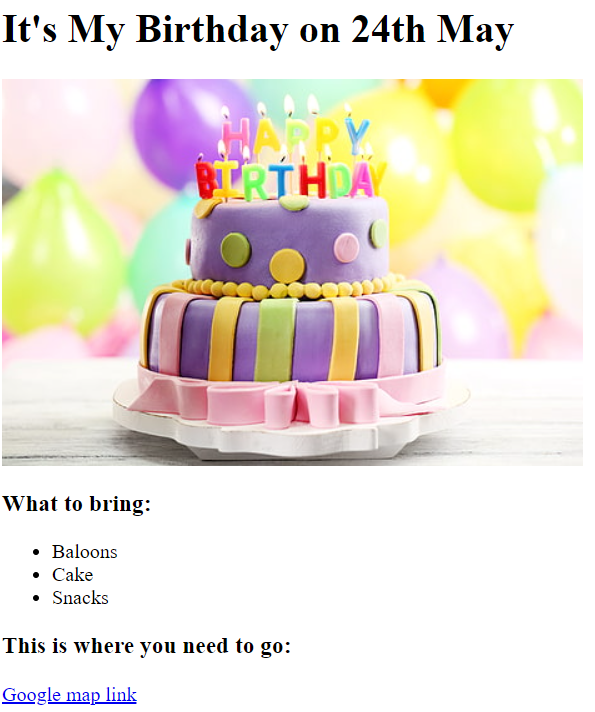 It's My Birthday on 24th May
HAPPY
BIRTHDAY
What to bring:
Baloons
Cake
Snacks
This is where you need to go:
Google map link